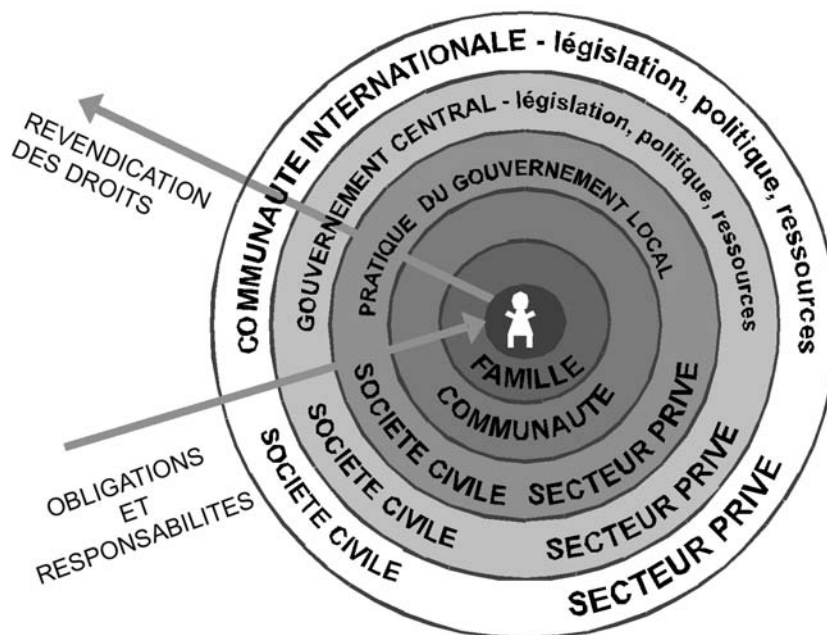 COMMUNAUTE INTERNATIONALE - législation, politique, ressources
GOUVERNEMENT CENTRAL - législation, politique, ressources
PRATIQUE DU GOUVERNEMENT LOCAL
REVENDICATION
DES DROITS
FAMILLE
COMMUNAUTE
SOCIETE CIVILE SECTEUR PRIVE
SOCIETE CIVILE SECTEUR PRIVE
SOCIETE CIVILE SECTEUR PRIVE
OBLIGATIONS
ET
RESPONSABILITES